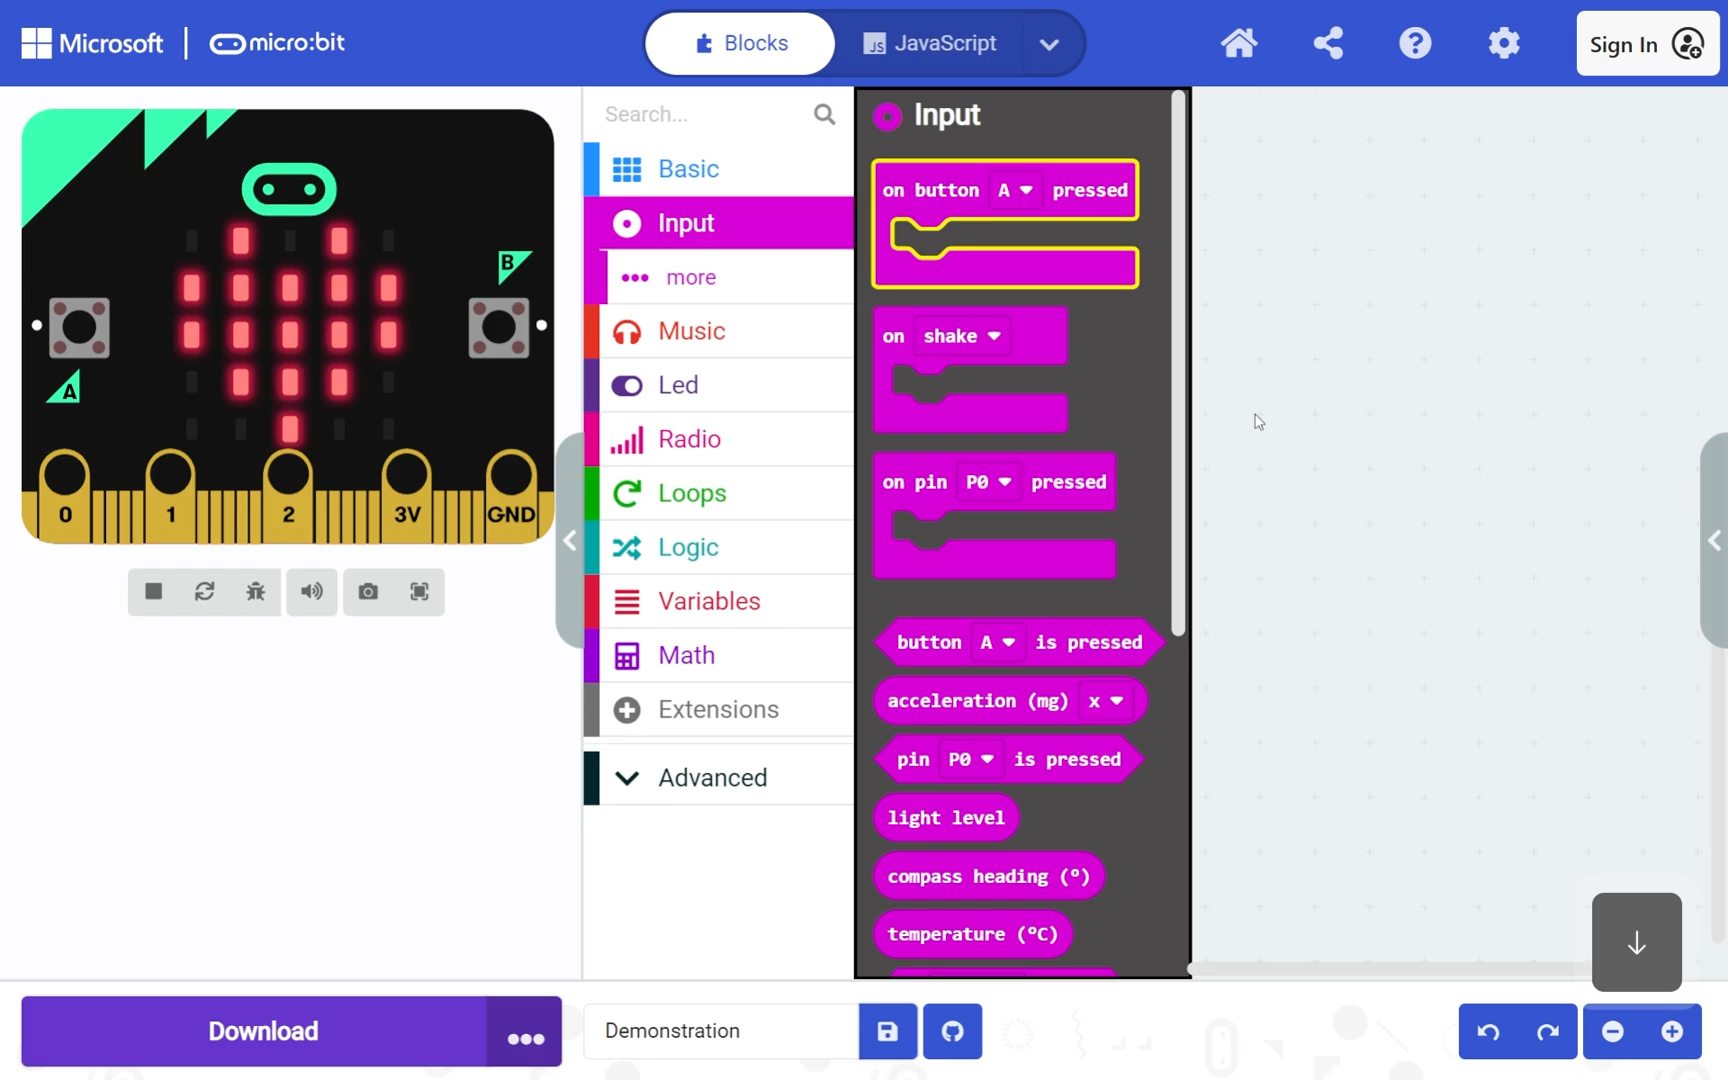 Microsoft
micro:bit
Blocks
JS JavaScript
Sign In
B
A
0
1
2
3V
GND
Search...
Basic
Input
more
Music
Led
Radio
Loops
Logic
Variables
Math
Extensions
Advanced
Input
on button A pressed
on shake
on pin P0 pressed
button A is pressed
acceleration (mg) x
pin P0 is pressed
light level
compass heading (°)
temperature (°C)
Download
Demonstration